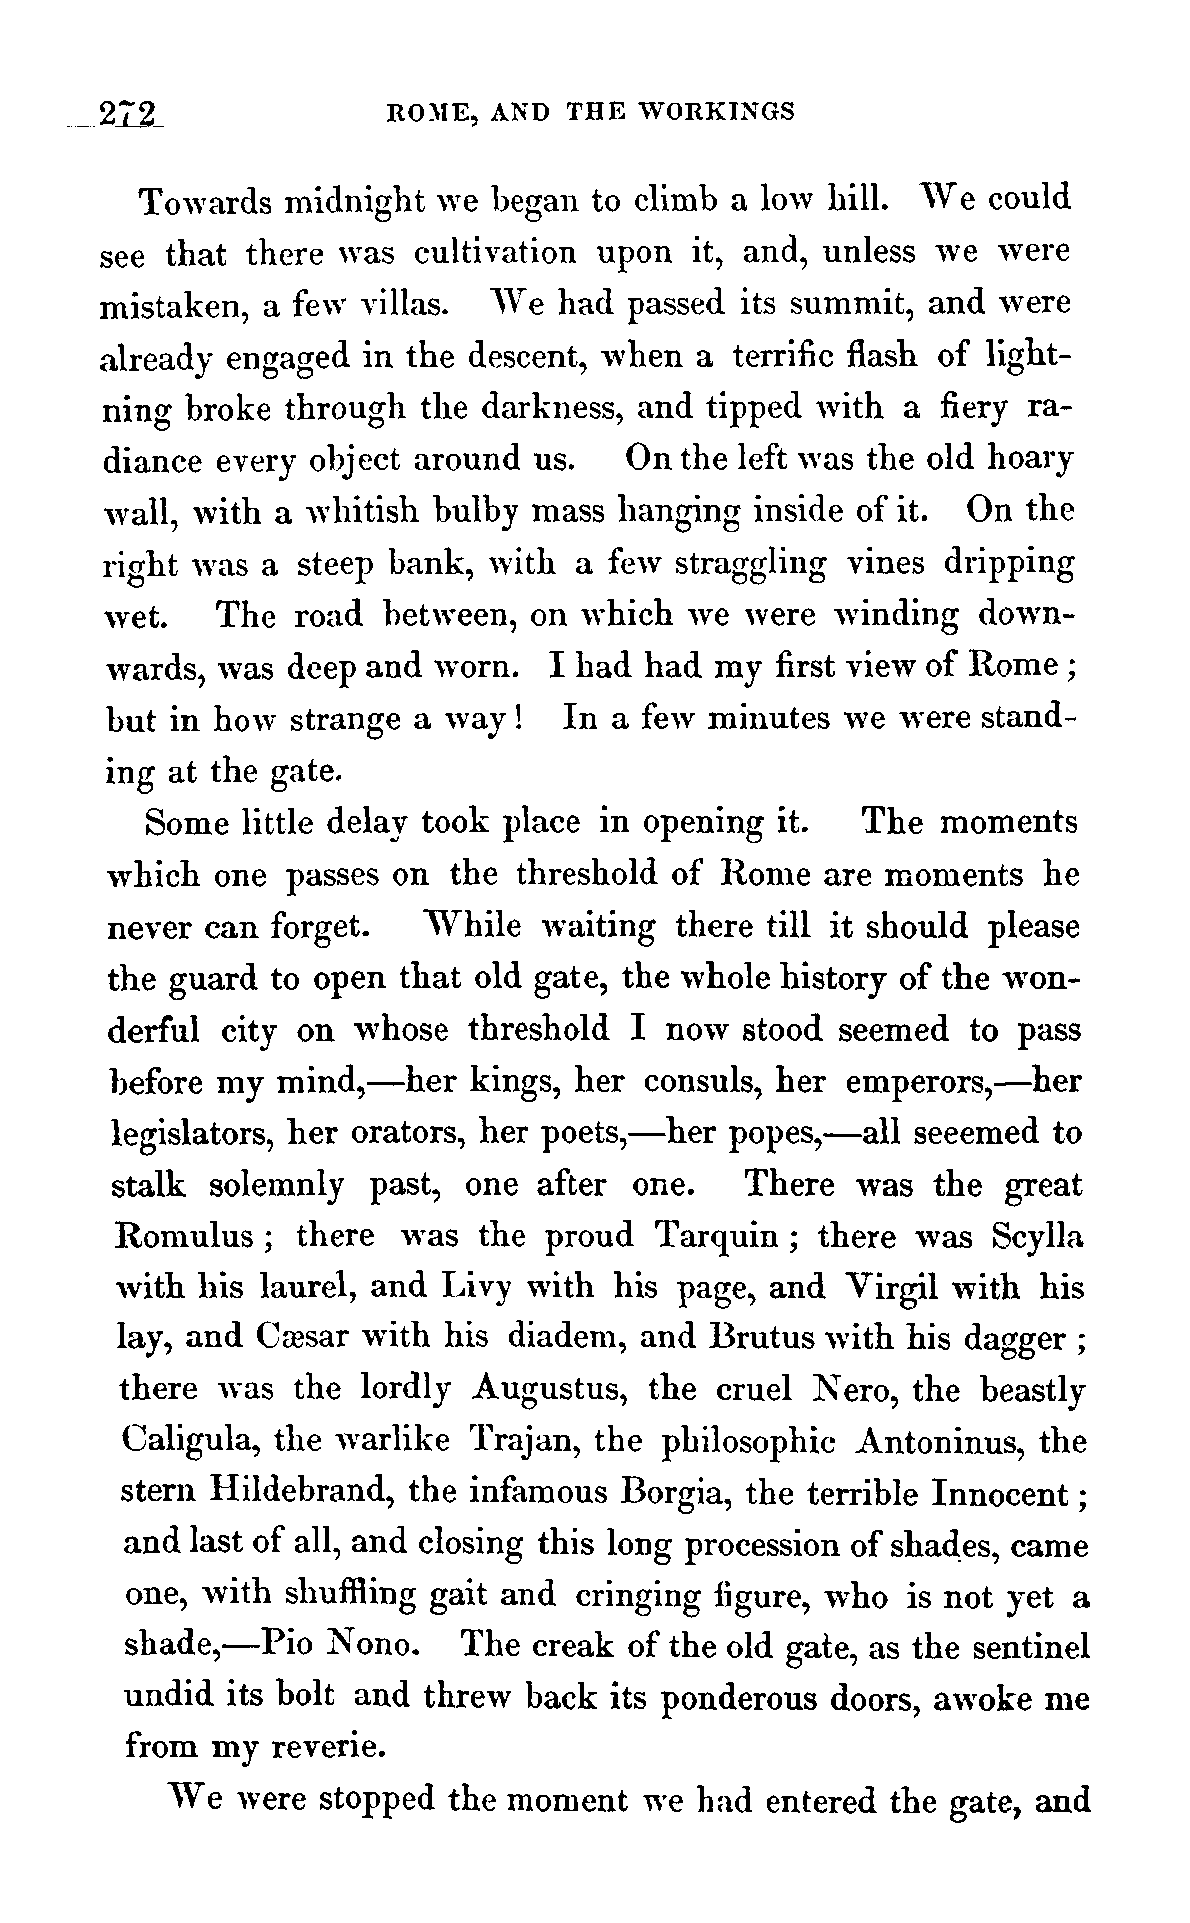 272 ROME, AND THE WORKINGS
Towards midnight we began to climb a low hill. We could
see that there was cultivation upon it, and, unless we were
mistaken, a few villas. We had passed its summit, and were
already engaged in the descent, when a terrific flash of light-
ning broke through the darkness, and tipped with a fiery ra-
diance every object around us. On the left was the old hoary
wall, with a whitish bulby mass hanging inside of it. On the
right was a steep bank, with a few straggling vines dripping
wet. The road between, on which we were winding down-
wards, was deep and worn. I had had my first view of Rome ;
but in how strange a way! In a few minutes we were stand-
ing at the gate.
Some little delay took place in opening it. The moments
which one passes on the threshold of Rome are moments he
never can forget. While waiting there till it should please
the guard to open that old gate, the whole history of the won-
derful city on whose threshold I now stood seemed to pass
before my mind,—her kings, her consuls, her emperors,—her
legislators, her orators, her poets,—her popes,—all seeemed to
stalk solemnly past, one after one. There was the great
Romulus ; there was the proud Tarquin ; there was Scylla
with his laurel, and Livy with his page, and Virgil with his
lay, and Cæsar with his diadem, and Brutus with his dagger ;
there was the lordly Augustus, the cruel Nero, the beastly
Caligula, the warlike Trajan, the philosophic Antoninus, the
stern Hildebrand, the infamous Borgia, the terrible Innocent ;
and last of all, and closing this long procession of shades, came
one, with shuffling gait and cringing figure, who is not yet a
shade,—Pio Nono. The creak of the old gate, as the sentinel
undid its bolt and threw back its ponderous doors, awoke me
from my reverie.
We were stopped the moment we had entered the gate, and